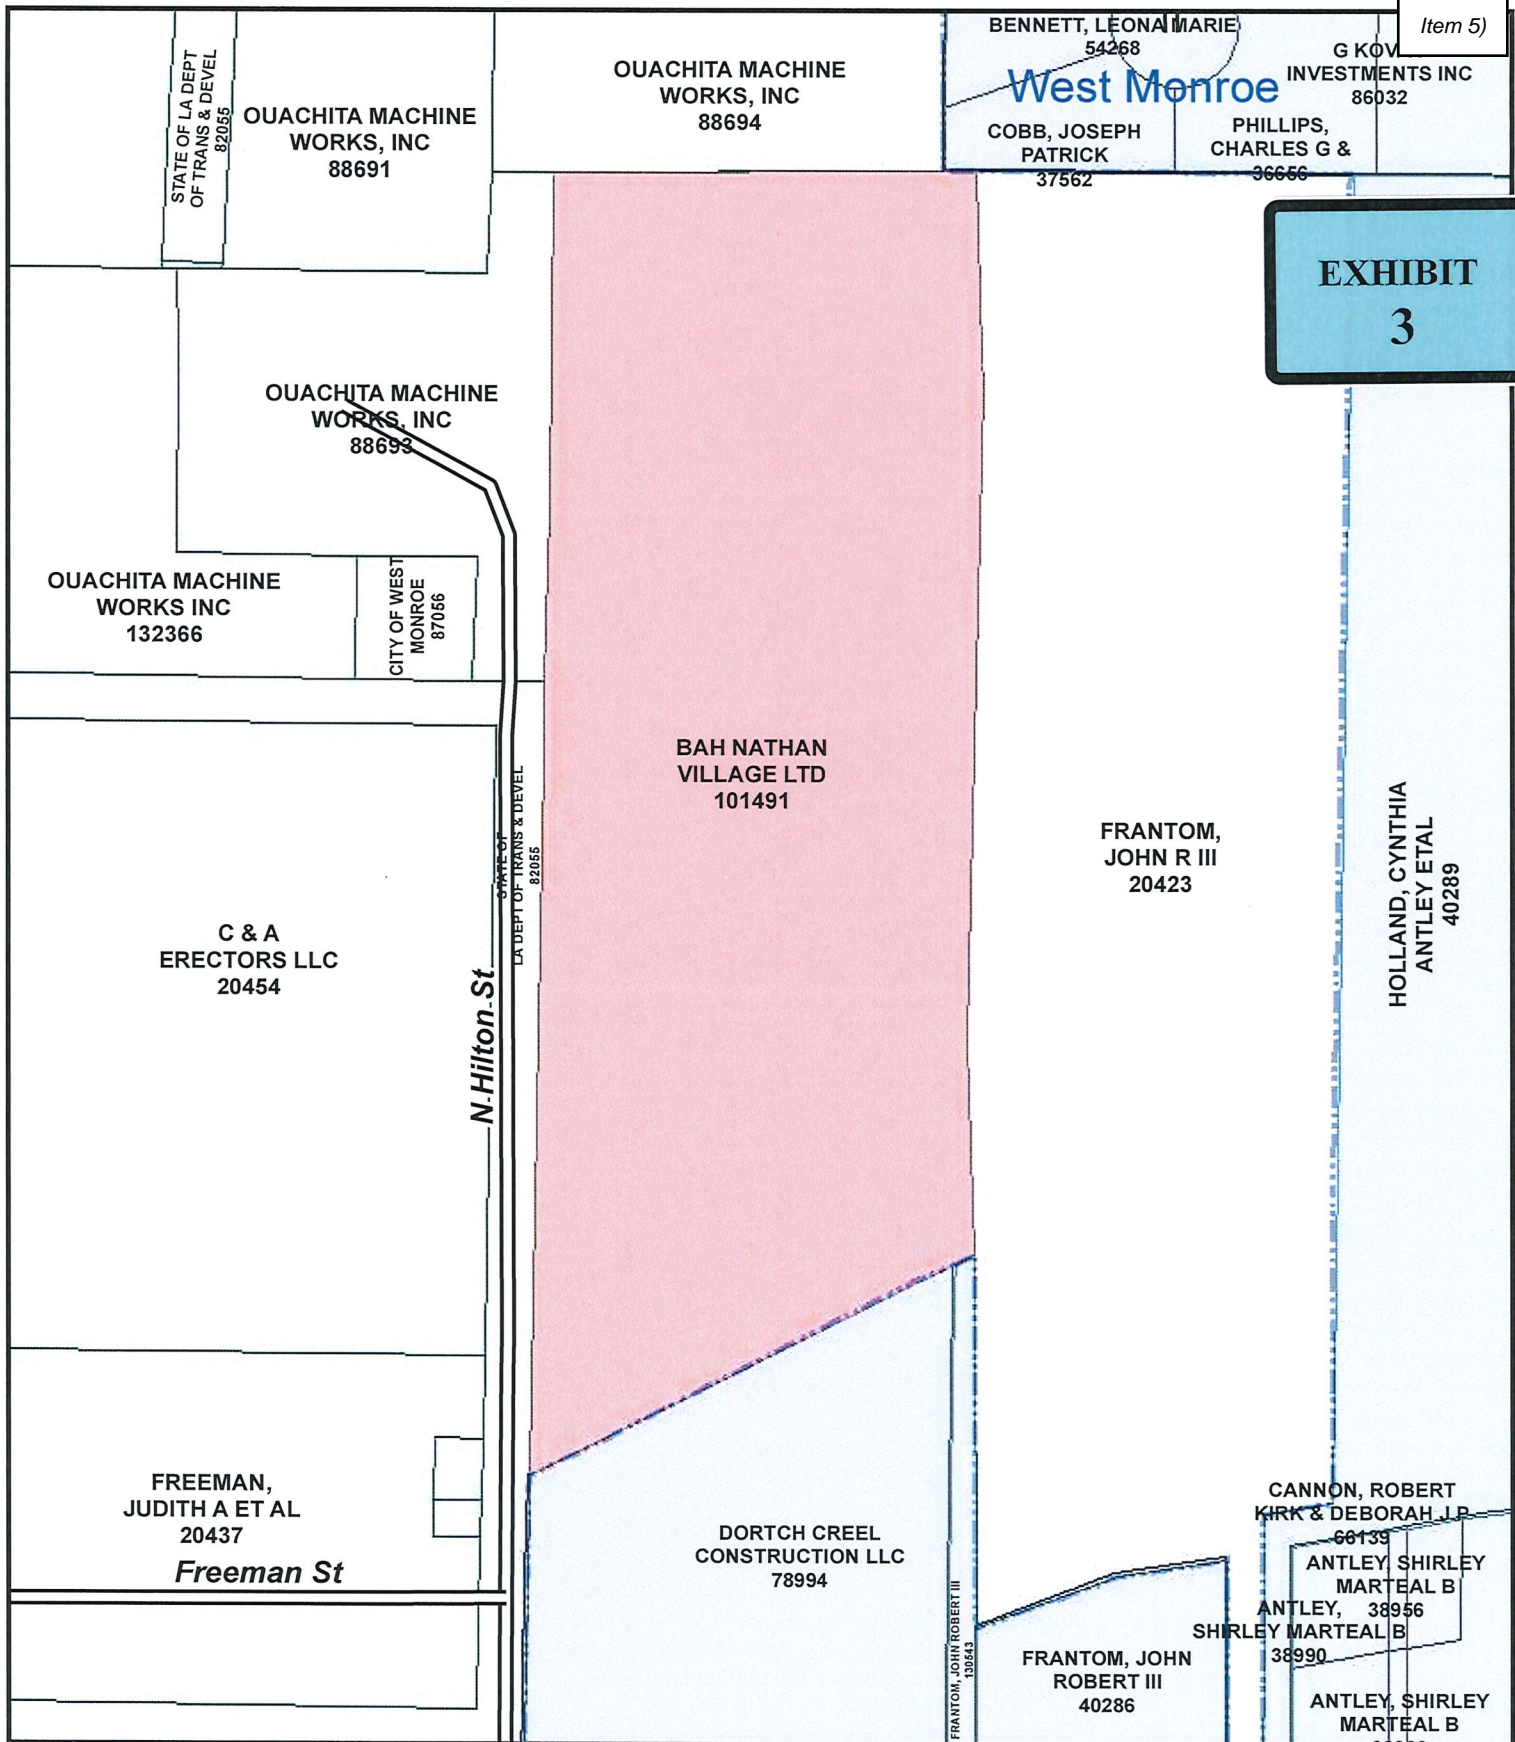 Item 5)
BENNETT, LEONA MARIE
54268
West Monroe
G KOV
INVESTMENTS INC
86032
STATE OF LA DEPT
OF TRANS & DEVEL
82055
OUACHITA MACHINE
WORKS, INC
88691
OUACHITA MACHINE
WORKS, INC
88694
COBB, JOSEPH
PATRICK
37562
PHILLIPS,
CHARLES G &
36656
EXHIBIT
3
OUACHITA MACHINE
WORKS, INC
88693
OUACHITA MACHINE
WORKS INC
132366
CITY OF WEST
MONROE
87056
BAH NATHAN
VILLAGE LTD
101491
STATE OF
LA DEPT OF TRANS & DEVEL
82055
FRANTOM,
JOHN R III
20423
HOLLAND, CYNTHIA
ANTLEY ETAL
40289
C & A
ERECTORS LLC
20454
N Hilton St
FREEMAN,
JUDITH A ET AL
20437
Freeman St
DORTCH CREEL
CONSTRUCTION LLC
78994
FRANTOM, JOHN ROBERT III
130543
CANNON, ROBERT
KIRK & DEBORAH J P
66139
ANTLEY, SHIRLEY
MARTEAL B
38956
ANTLEY,
SHIRLEY MARTEAL B
38990
FRANTOM, JOHN
ROBERT III
40286
ANTLEY, SHIRLEY
MARTEAL B